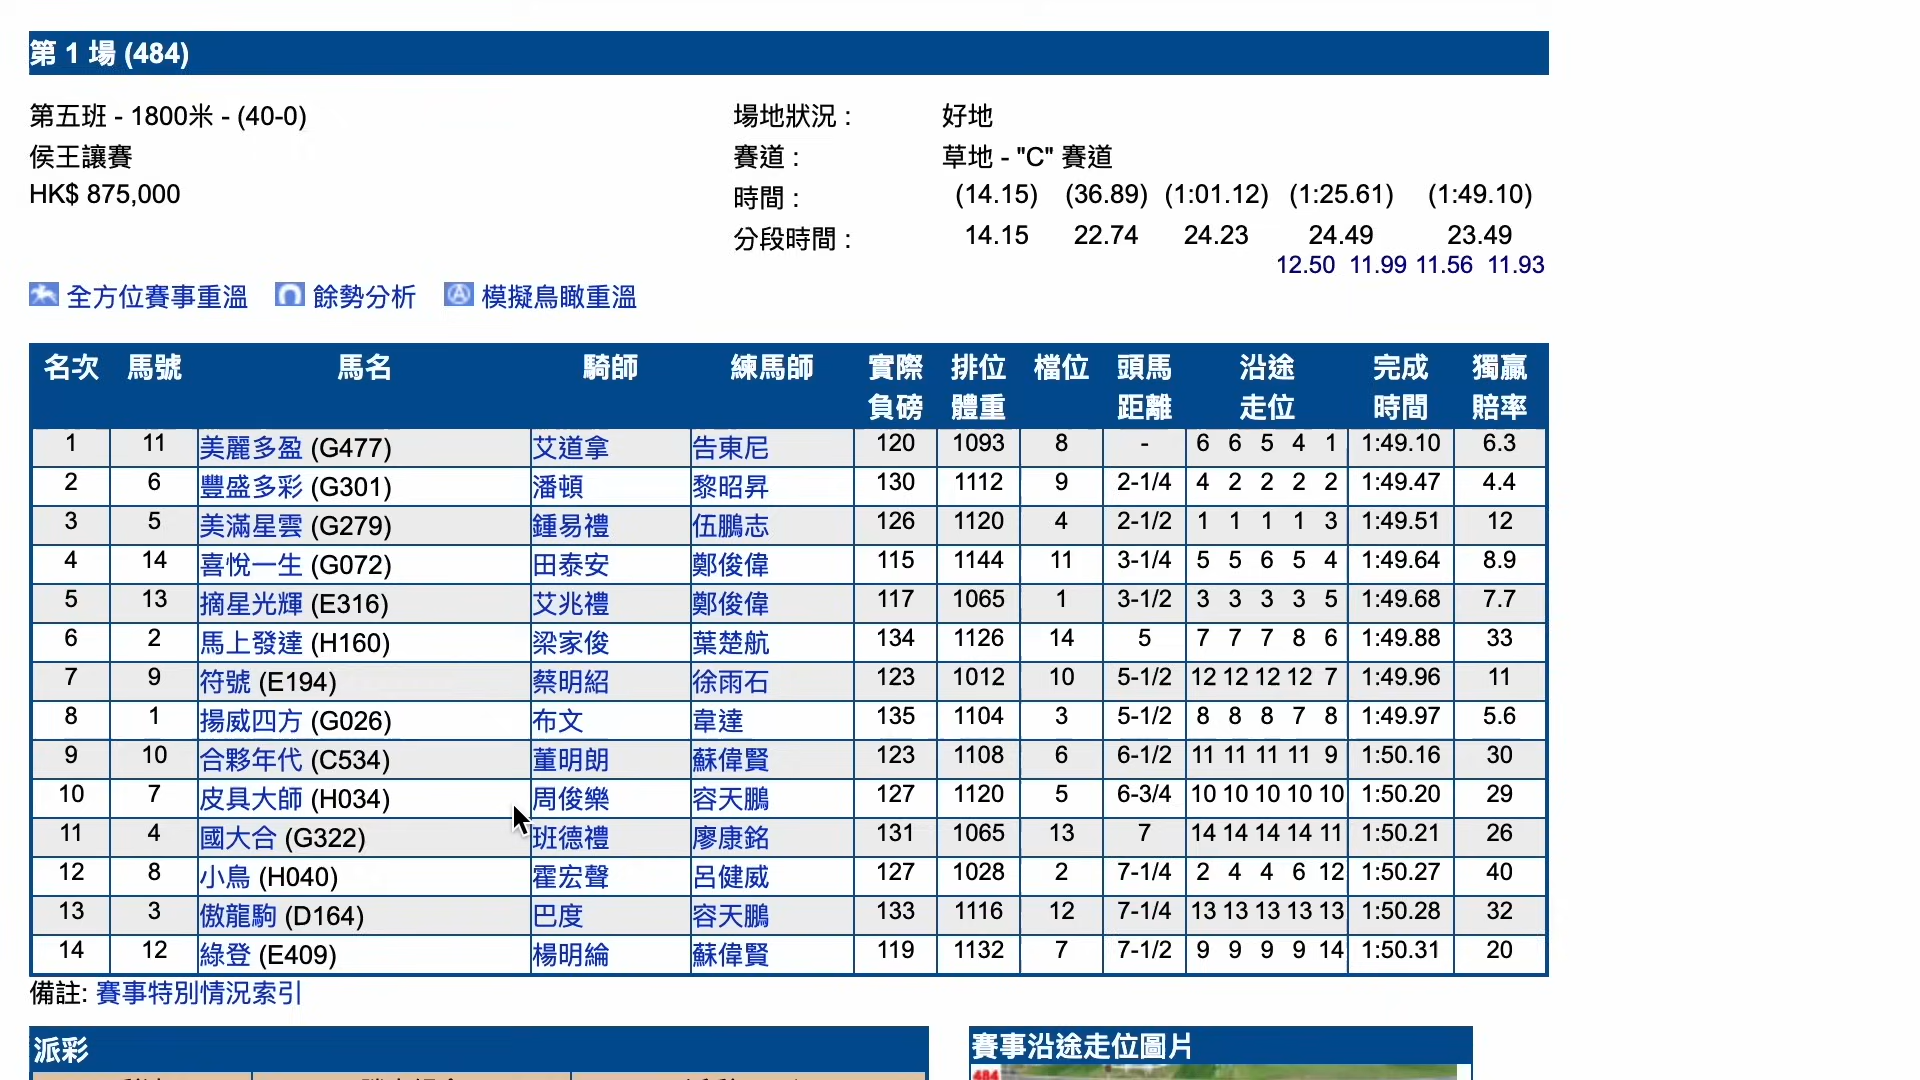 第 1 場 (484)
第五班 - 1800米 - (40-0)
場地狀況 :
好地
侯王讓賽
賽道 :
草地 - "C" 賽道
HK$ 875,000
時間 :
(14.15) (36.89) (1:01.12) (1:25.61) (1:49.10)
分段時間 :
14.15 22.74 24.23 24.49 23.49
12.50 11.99 11.56 11.93
全方位賽事重溫 餘勢分析 模擬鳥瞰重溫
名次 馬號 馬名 騎師 練馬師 實際負磅 排位體重 檔位 頭馬距離 沿途走位 完成時間 獨贏賠率
1 11 美麗多盈 (G477) 艾道拿 告東尼 120 1093 8 - 6 6 5 4 1 1:49.10 6.3
2 6 豐盛多彩 (G301) 潘頓 黎昭昇 130 1112 9 2-1/4 4 2 2 2 2 1:49.47 4.4
3 5 美滿星雲 (G279) 鍾易禮 伍鵬志 126 1120 4 2-1/2 1 1 1 1 3 1:49.51 12
4 14 喜悅一生 (G072) 田泰安 鄭俊偉 115 1144 11 3-1/4 5 5 6 5 4 1:49.64 8.9
5 13 摘星光輝 (E316) 艾兆禮 鄭俊偉 117 1065 1 3-1/2 3 3 3 3 5 1:49.68 7.7
6 2 馬上發達 (H160) 梁家俊 葉楚航 134 1126 14 5 7 7 7 8 6 1:49.88 33
7 9 符號 (E194) 蔡明紹 徐雨石 123 1012 10 5-1/2 12 12 12 12 7 1:49.96 11
8 1 揚威四方 (G026) 布文 韋達 135 1104 3 5-1/2 8 8 8 7 8 1:49.97 5.6
9 10 合夥年代 (C534) 董明朗 蘇偉賢 123 1108 6 6-1/2 11 11 11 11 9 1:50.16 30
10 7 皮具大師 (H034) 周俊樂 容天鵬 127 1120 5 6-3/4 10 10 10 10 10 1:50.20 29
11 4 國大合 (G322) 班德禮 廖康銘 131 1065 13 7 14 14 14 14 11 1:50.21 26
12 8 小鳥 (H040) 霍宏聲 呂健威 127 1028 2 7-1/4 2 4 4 6 12 1:50.27 40
13 3 傲龍駒 (D164) 巴度 容天鵬 133 1116 12 7-1/4 13 13 13 13 13 1:50.28 32
14 12 綠登 (E409) 楊明綸 蘇偉賢 119 1132 7 7-1/2 9 9 9 9 14 1:50.31 20
備註: 賽事特別情況索引
派彩
賽事沿途走位圖片
484